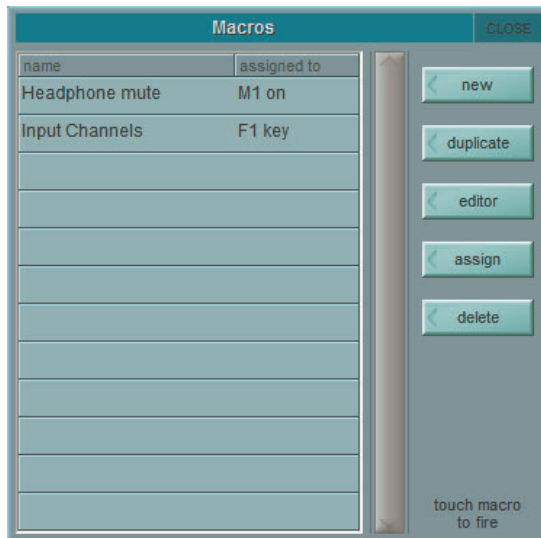 Macros
CLOSE
name assigned to
Headphone mute M1 on
Input Channels F1 key
new
duplicate
editor
assign
delete
touch macro
to fire